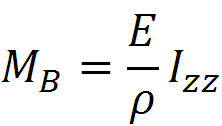 M_B = \frac{E}{\rho} I_{zz}